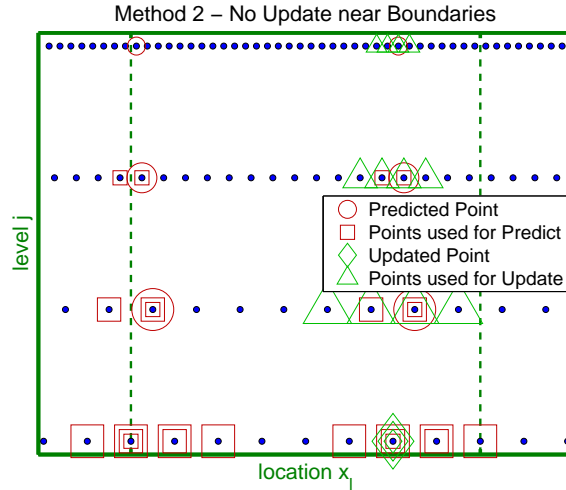 Method 2 – No Update near Boundaries
level j
Predicted Point
Points used for Predict
Updated Point
Points used for Update
location x_l